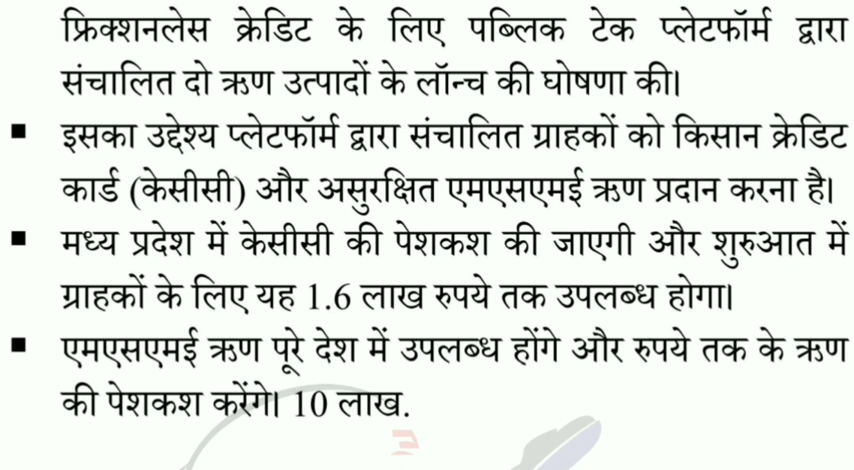 फ्रिक्शनलेस क्रेडिट के लिए पब्लिक टेक प्लेटफॉर्म द्वारा
संचालित दो ऋण उत्पादों के लॉन्च की घोषणा की।
▪ इसका उद्देश्य प्लेटफॉर्म द्वारा संचालित ग्राहकों को किसान क्रेडिट
कार्ड (केसीसी) और असुरक्षित एमएसएमई ऋण प्रदान करना है।
▪ मध्य प्रदेश में केसीसी की पेशकश की जाएगी और शुरुआत में
ग्राहकों के लिए यह 1.6 लाख रुपये तक उपलब्ध होगा।
▪ एमएसएमई ऋण पूरे देश में उपलब्ध होंगे और रुपये तक के ऋण
की पेशकश करेंगे। 10 लाख.